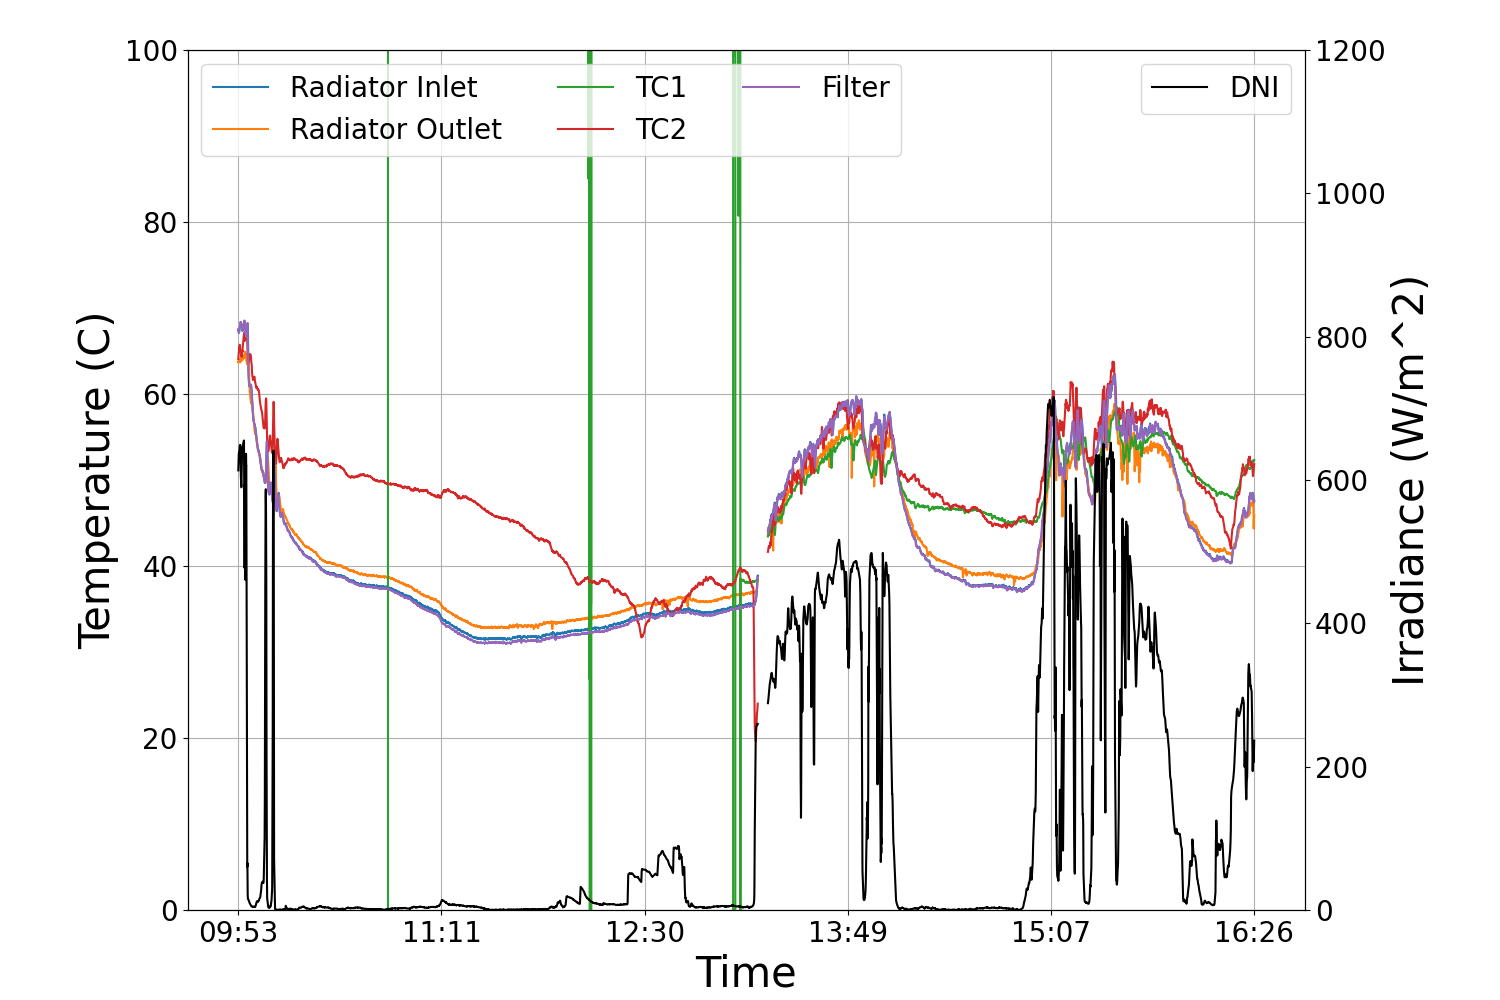 100
80
60
40
20
0
Temperature (C)
Radiator Inlet
Radiator Outlet
TC1
TC2
Filter
DNI
1200
1000
800
600
400
200
0
Irradiance (W/m^2)
09:53 11:11 12:30 13:49 15:07 16:26
Time